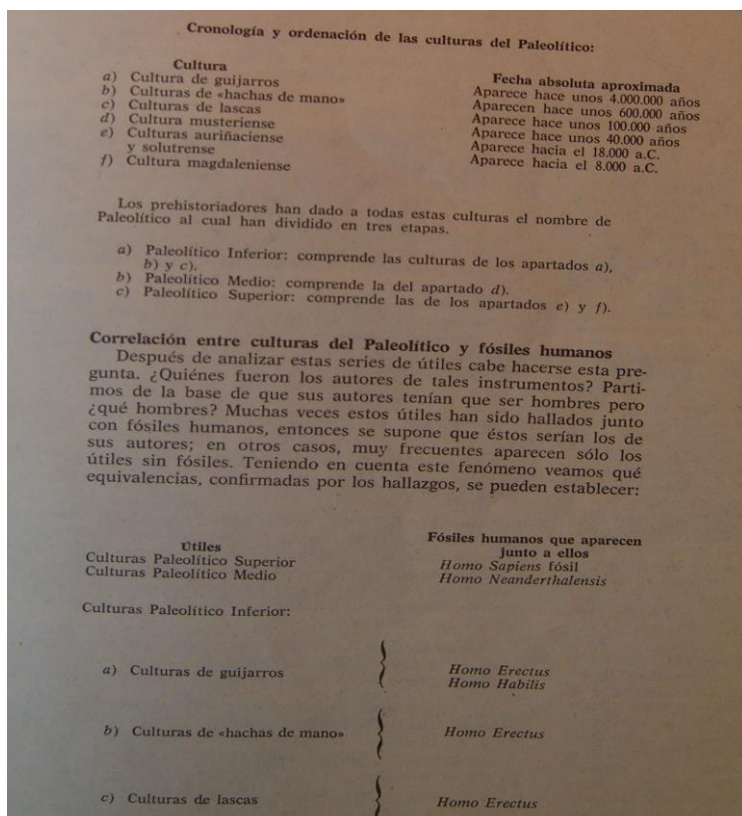 Cronología y ordenación de las culturas del Paleolítico:
Cultura
Fecha absoluta aproximada
a) Cultura de guijarros
Aparece hace unos 4.000.000 años
b) Culturas de «hachas de mano»
Aparecen hace unos 600.000 años
c) Culturas de lascas
Aparece hace unos 100.000 años
d) Cultura musteriense
Aparece hace unos 40.000 años
e) Culturas auriñaciense
y solutrense
Aparece hacia el 18.000 a.C.
f) Cultura magdaleniense
Aparece hacia el 8.000 a.C.
Los prehistoriadores han dado a todas estas culturas el nombre de
Paleolítico al cual han dividido en tres etapas.
a) Paleolítico Inferior: comprende las culturas de los apartados a),
b) y c).
b) Paleolítico Medio: comprende la del apartado d).
c) Paleolítico Superior: comprende las de los apartados e) y f).
Correlación entre culturas del Paleolítico y fósiles humanos
Después de analizar estas series de útiles cabe hacerse esta pre-
gunta. ¿Quiénes fueron los autores de tales instrumentos? Parti-
mos de la base de que sus autores tenían que ser hombres pero
¿qué hombres? Muchas veces estos útiles han sido hallados junto
con fósiles humanos, entonces se supone que éstos serían los de
sus autores; en otros casos, muy frecuentes aparecen sólo los
útiles sin fósiles. Teniendo en cuenta este fenómeno veamos qué
equivalencias, confirmadas por los hallazgos, se pueden establecer:
Útiles
Fósiles humanos que aparecen
junto a ellos
Culturas Paleolítico Superior
Homo Sapiens fósil
Culturas Paleolítico Medio
Homo Neanderthalensis
Culturas Paleolítico Inferior:
a) Culturas de guijarros
Homo Erectus
Homo Habilis
b) Culturas de «hachas de mano»
Homo Erectus
c) Culturas de lascas
Homo Erectus